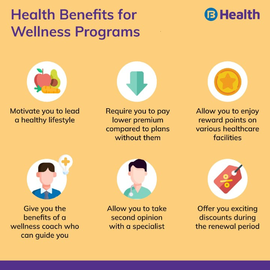 Health Benefits for
Wellness Programs
B Health
Motivate you to lead
a healthy lifestyle
Require you to pay
lower premium
compared to plans
without them
Allow you to enjoy
reward points on
various healthcare
facilities
Give you the
benefits of a
wellness coach who
can guide you
Allow you to take
second opinion
with a specialist
Offer you exciting
discounts during
the renewal period